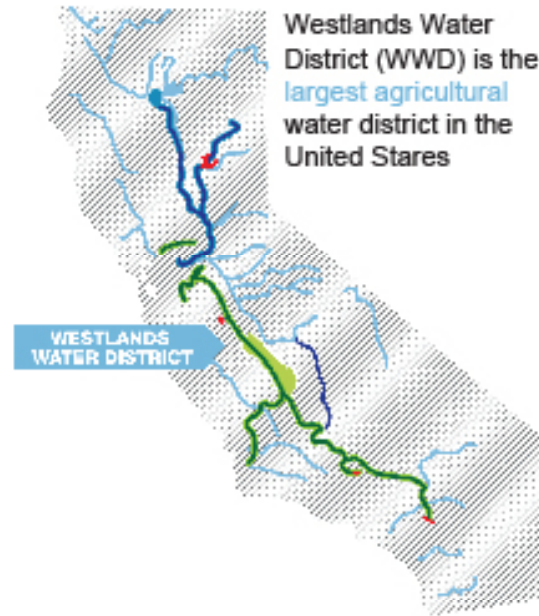 Westlands Water
District (WWD) is the
largest agricultural
water district in the
United Stares
WESTLANDS
WATER DISTRICT